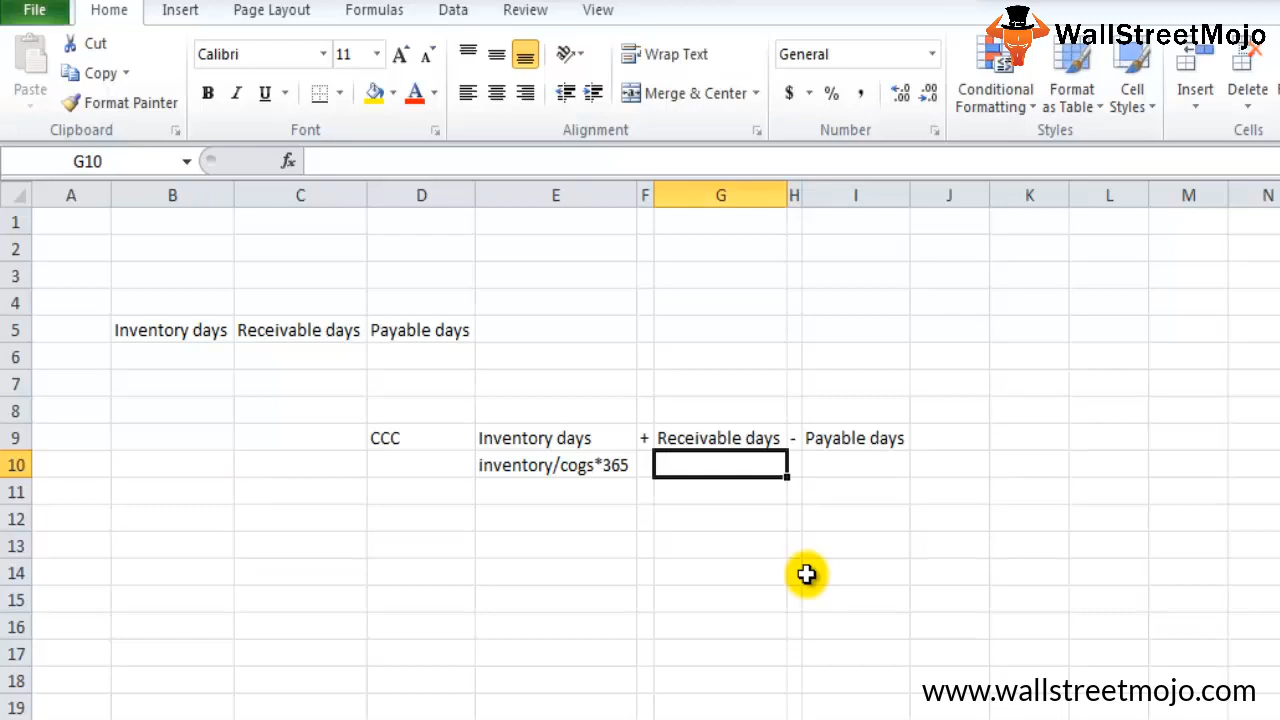 File Home Insert Page Layout Formulas Data Review View
WallStreetMojo
Paste
Cut
Copy
Format Painter
Calibri 11 A A
B I U A
Wrap Text
Merge & Center
General
$ % , .00 .00
Conditional Formatting
Format as Table
Cell Styles
Insert Delete
Clipboard Font Alignment Number Styles Cells
G10 fx
A B C D E F G H I J K L M N
1
2
3
4
5 Inventory days Receivable days Payable days
6
7
8
9 CCC Inventory days + Receivable days - Payable days
10 inventory/cogs*365
11
12
13
14
15
16
17
18
19
www.wallstreetmojo.com